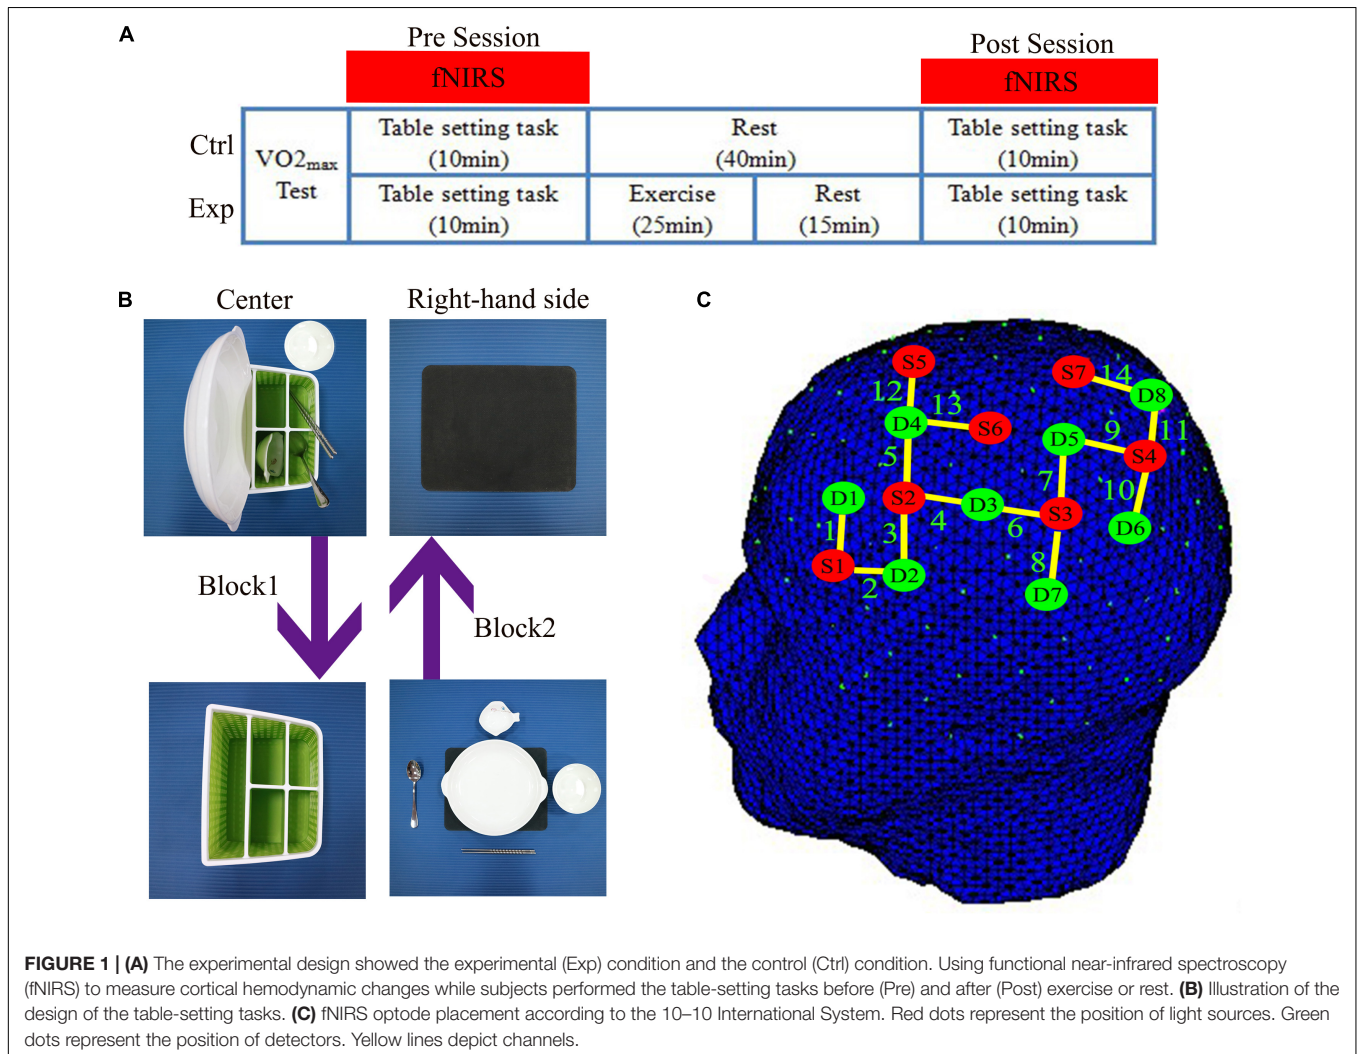 A
Pre Session
Post Session
fNIRS
fNIRS
Ctrl
Exp
VO2max
Test
Table setting task
(10min)
Rest
(40min)
Table setting task
(10min)
Table setting task
(10min)
Exercise
(25min)
Rest
(15min)
Table setting task
(10min)
B
Center
Right-hand side
Block1
Block2
C
S5
S7
14
D8
12
13
D4
S6
D5
9
11
S4
5
7
10
D1
S2
D3
S3
D6
1
3
4
6
S1
D2
8
2
D7
FIGURE 1 | (A) The experimental design showed the experimental (Exp) condition and the control (Ctrl) condition. Using functional near-infrared spectroscopy
(fNIRS) to measure cortical hemodynamic changes while subjects performed the table-setting tasks before (Pre) and after (Post) exercise or rest. (B) Illustration of the
design of the table-setting tasks. (C) fNIRS optode placement according to the 10–10 International System. Red dots represent the position of light sources. Green
dots represent the position of detectors. Yellow lines depict channels.